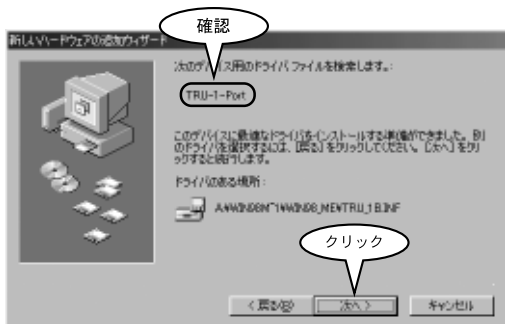 確認
新しいハードウェアの追加ウィザード
次のデバイス用のドライバ ファイルを検索します。:
TRU-1-Port
このデバイスに最適なドライバをインストールする準備ができました。別
のドライバを選択するには、[戻る] をクリックしてください。[次へ] をクリ
ックすると続行します。
ドライバのある場所:
A:¥WIN98M~1¥WIN98_ME¥TRU_1B.INF
クリック
< 戻る(B)
次へ >
キャンセル